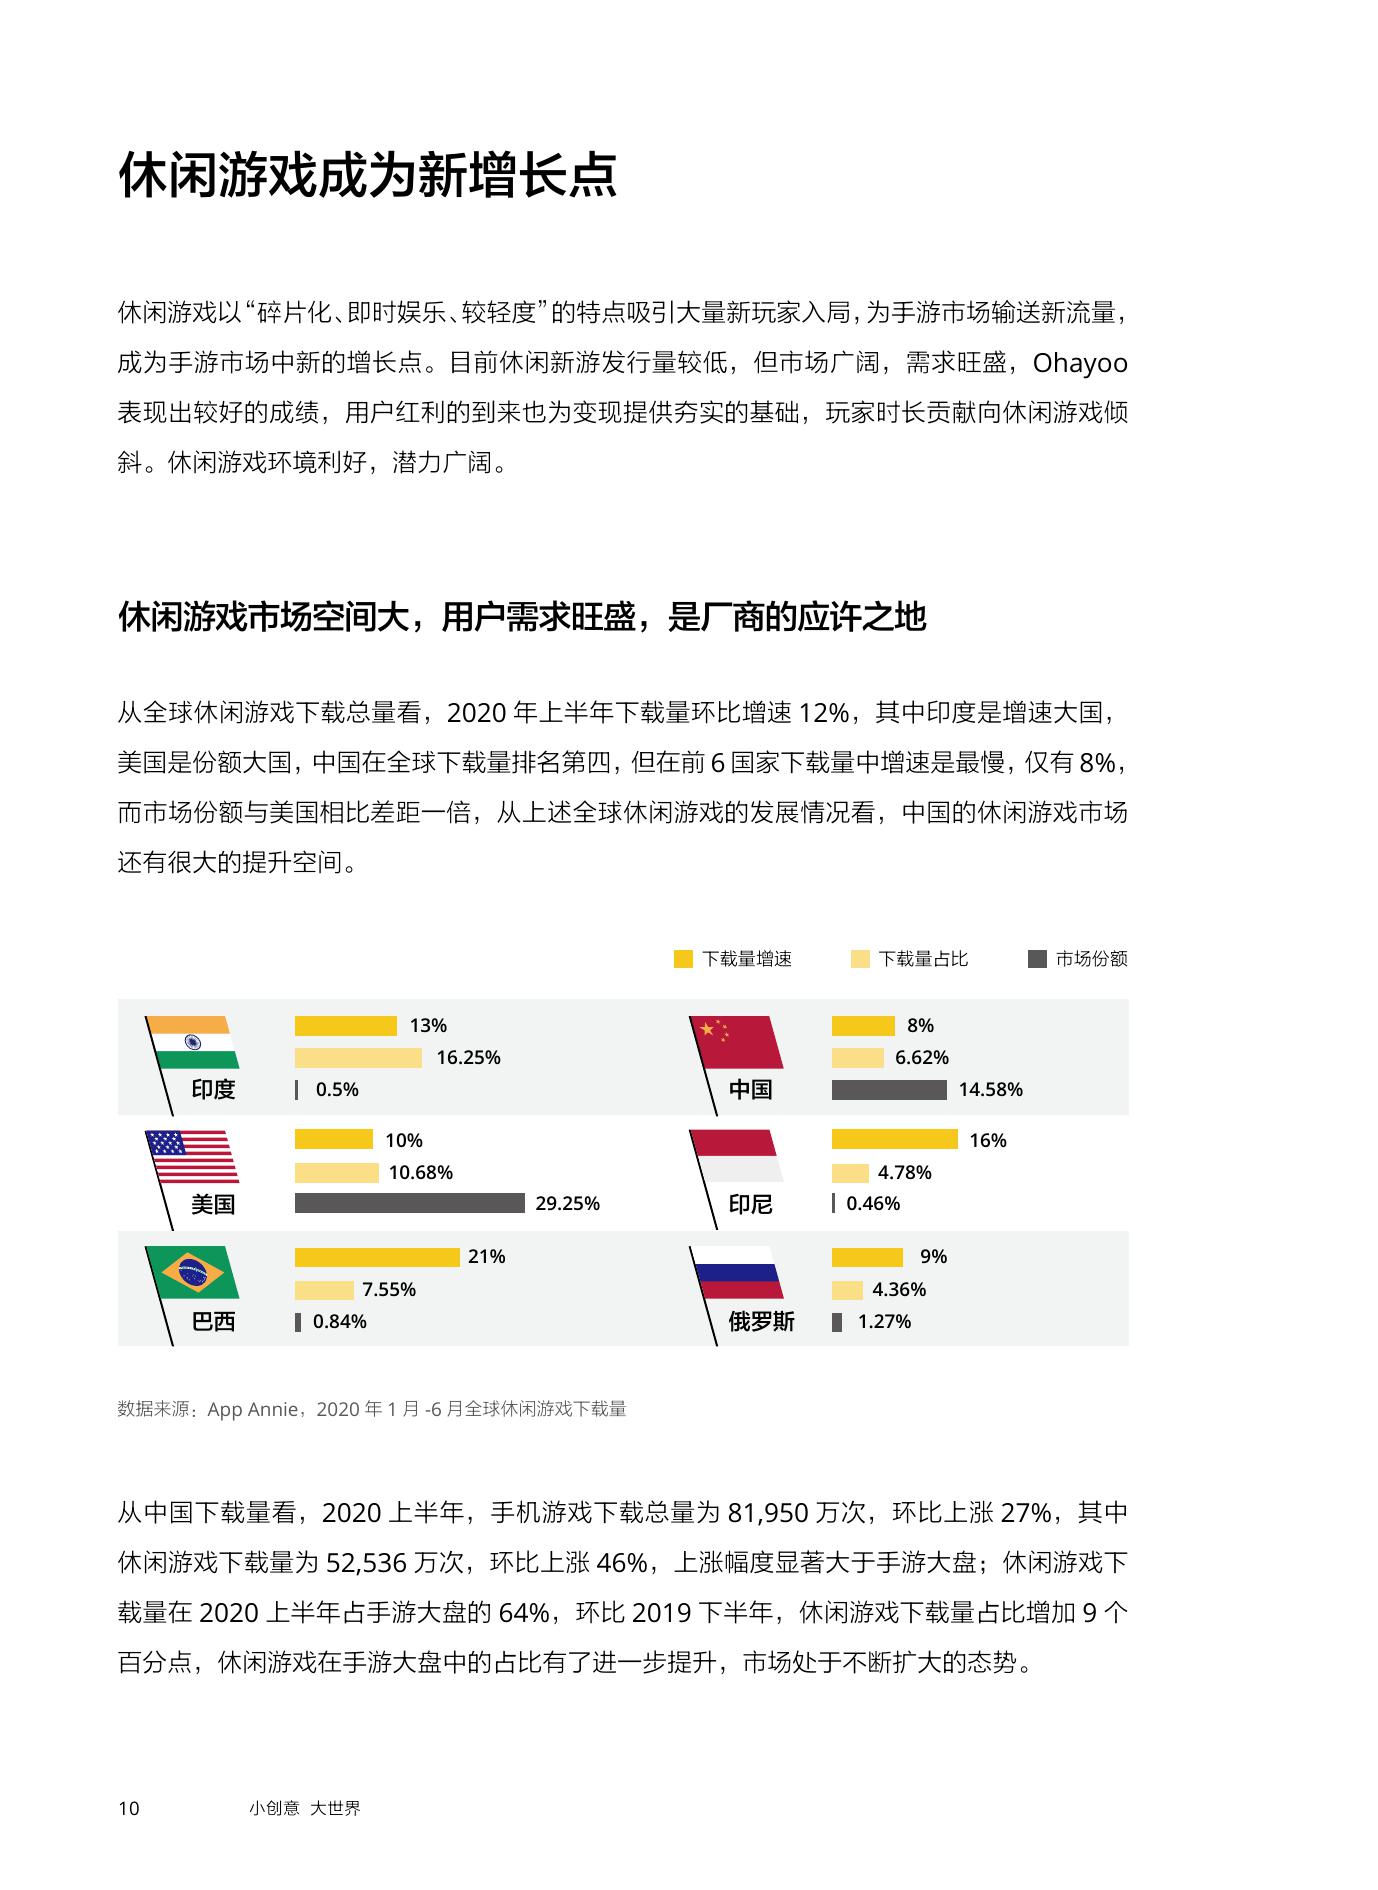 休闲游戏成为新增长点
休闲游戏以“碎片化、即时娱乐、较轻度”的特点吸引大量新玩家入局，为手游市场输送新流量，
成为手游市场中新的增长点。目前休闲新游发行量较低，但市场广阔，需求旺盛，Ohayoo
表现出较好的成绩，用户红利的到来也为变现提供夯实的基础，玩家时长贡献向休闲游戏倾
斜。休闲游戏环境利好，潜力广阔。
休闲游戏市场空间大，用户需求旺盛，是厂商的应许之地
从全球休闲游戏下载总量看，2020 年上半年下载量环比增速 12%，其中印度是增速大国，
美国是份额大国，中国在全球下载量排名第四，但在前 6 国家下载量中增速是最慢，仅有 8%，
而市场份额与美国相比差距一倍，从上述全球休闲游戏的发展情况看，中国的休闲游戏市场
还有很大的提升空间。
下载量增速 下载量占比 市场份额
印度
13%
16.25%
0.5%
中国
8%
6.62%
14.58%
美国
10%
10.68%
29.25%
印尼
16%
4.78%
0.46%
巴西
21%
7.55%
0.84%
俄罗斯
9%
4.36%
1.27%
数据来源：App Annie，2020 年 1 月 -6 月全球休闲游戏下载量
从中国下载量看，2020 上半年，手机游戏下载总量为 81,950 万次，环比上涨 27%，其中
休闲游戏下载量为 52,536 万次，环比上涨 46%，上涨幅度显著大于手游大盘；休闲游戏下
载量在 2020 上半年占手游大盘的 64%，环比 2019 下半年，休闲游戏下载量占比增加 9 个
百分点，休闲游戏在手游大盘中的占比有了进一步提升，市场处于不断扩大的态势。
10 小创意 大世界